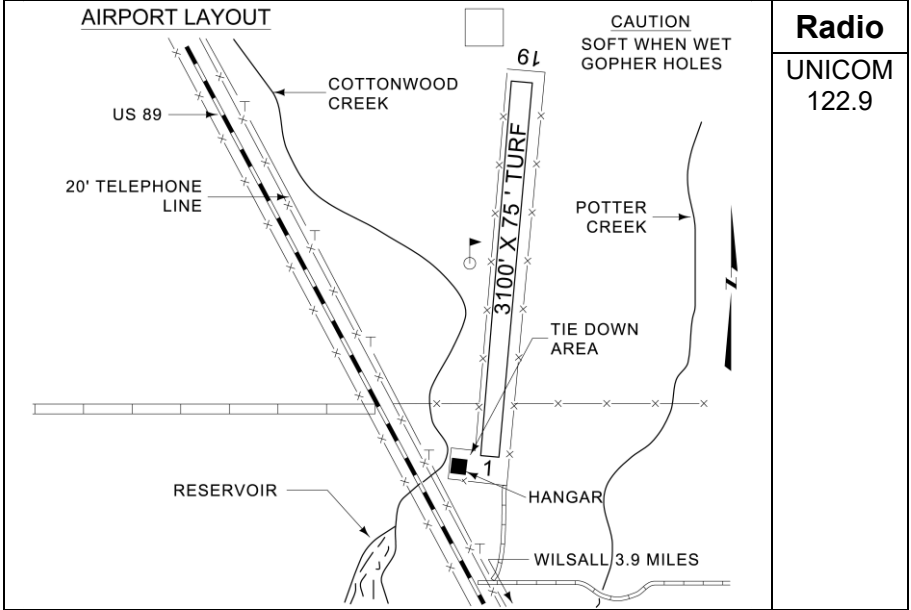 AIRPORT LAYOUT
CAUTION
SOFT WHEN WET
GOPHER HOLES
Radio
UNICOM
122.9
19
COTTONWOOD
CREEK
US 89
20' TELEPHONE
LINE
3100' X 75 ' TURF
POTTER
CREEK
N
TIE DOWN
AREA
1
HANGAR
RESERVOIR
WILSALL 3.9 MILES